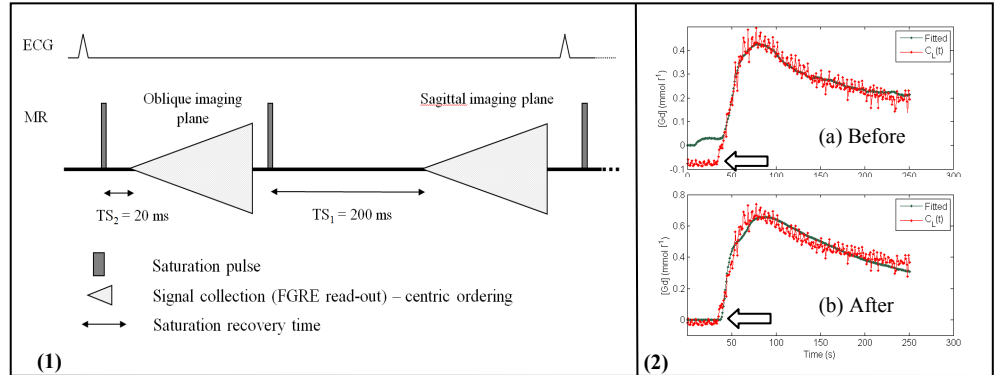 ECG
MR
Oblique imaging
plane
Sagittal imaging plane
TS2 = 20 ms
TS1 = 200 ms
Saturation pulse
Signal collection (FGRE read-out) – centric ordering
Saturation recovery time
(1)
[Gd] (mmol l-1)
0.4
0.3
0.2
0.1
0
-0.1
0 50 100 150 200 250 300
Fitted
CL(t)
(a) Before
[Gd] (mmol l-1)
0.8
0.6
0.4
0.2
0
0 50 100 150 200 250 300
Time (s)
Fitted
CL(t)
(b) After
(2)